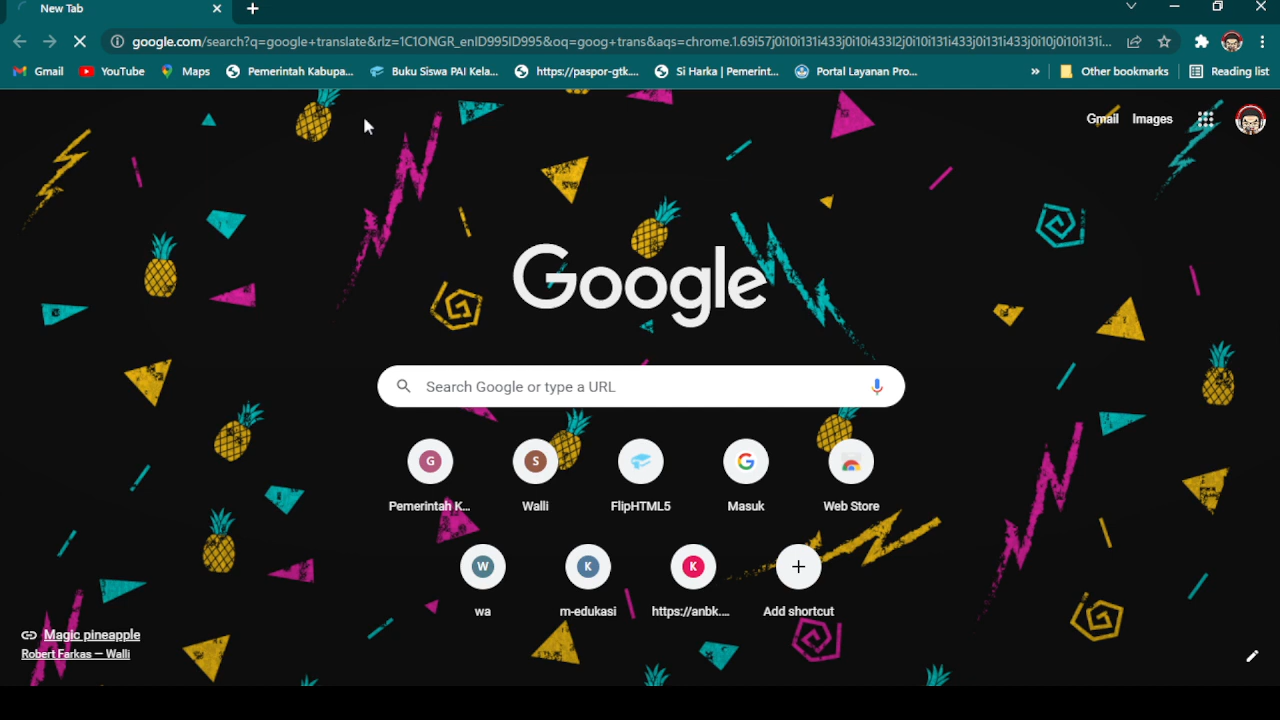 New Tab
google.com/search?q=google+translate&rlz=1C1ONGR_enID995ID995&oq=goog+trans&aqs=chrome.1.69i57j0i10i131i433j0i10i433l2j0i10i131i433j0i131i433j0i10j0i10i131i...
Gmail YouTube Maps Pemerintah Kabupa... Buku Siswa PAI Kela... https://paspor-gtk.... Si Harka | Pemerint... Portal Layanan Pro... » Other bookmarks Reading list
Gmail Images
Google
Search Google or type a URL
G S
Pemerintah K... Walli FlipHTML5 Masuk Web Store
W K K
wa m-edukasi https://anbk.... Add shortcut
Magic pineapple
Robert Farkas — Walli